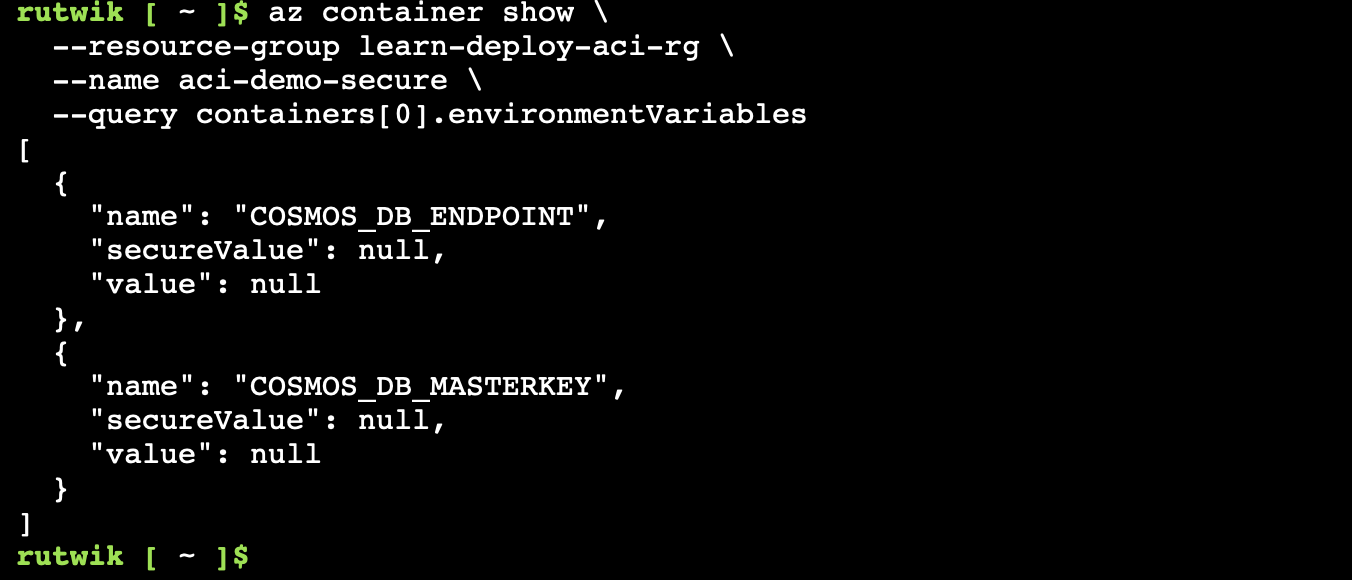 rutwik [ ~ ]$ az container show \
  --resource-group learn-deploy-aci-rg \
  --name aci-demo-secure \
  --query containers[0].environmentVariables
[
  {
    "name": "COSMOS_DB_ENDPOINT",
    "secureValue": null,
    "value": null
  },
  {
    "name": "COSMOS_DB_MASTERKEY",
    "secureValue": null,
    "value": null
  }
]
rutwik [ ~ ]$